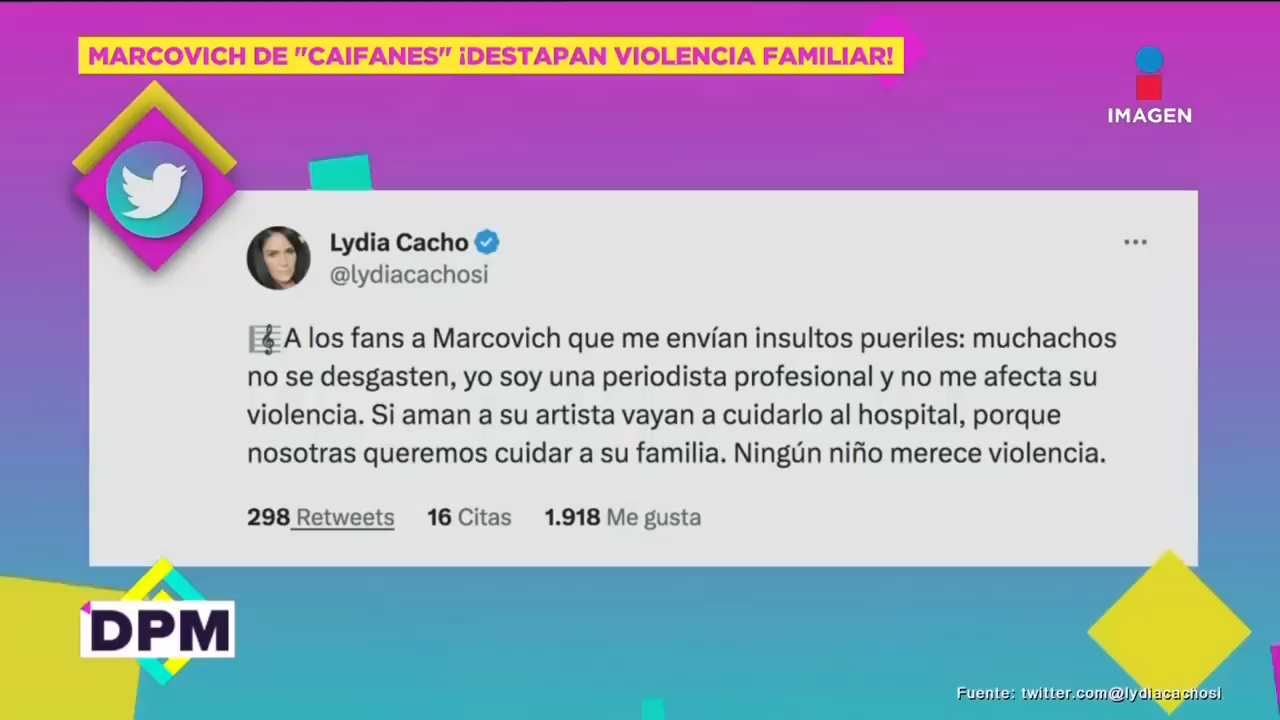 MARCOVICH DE "CAIFANES" ¡DESTAPAN VIOLENCIA FAMILIAR!
IMAGEN
Lydia Cacho
@lydiacachosi
A los fans a Marcovich que me envían insultos pueriles: muchachos
no se desgasten, yo soy una periodista profesional y no me afecta su
violencia. Si aman a su artista vayan a cuidarlo al hospital, porque
nosotras queremos cuidar a su familia. Ningún niño merece violencia.
298 Retweets 16 Citas 1.918 Me gusta
DPM
Fuente: twitter.com@lydiacachosi